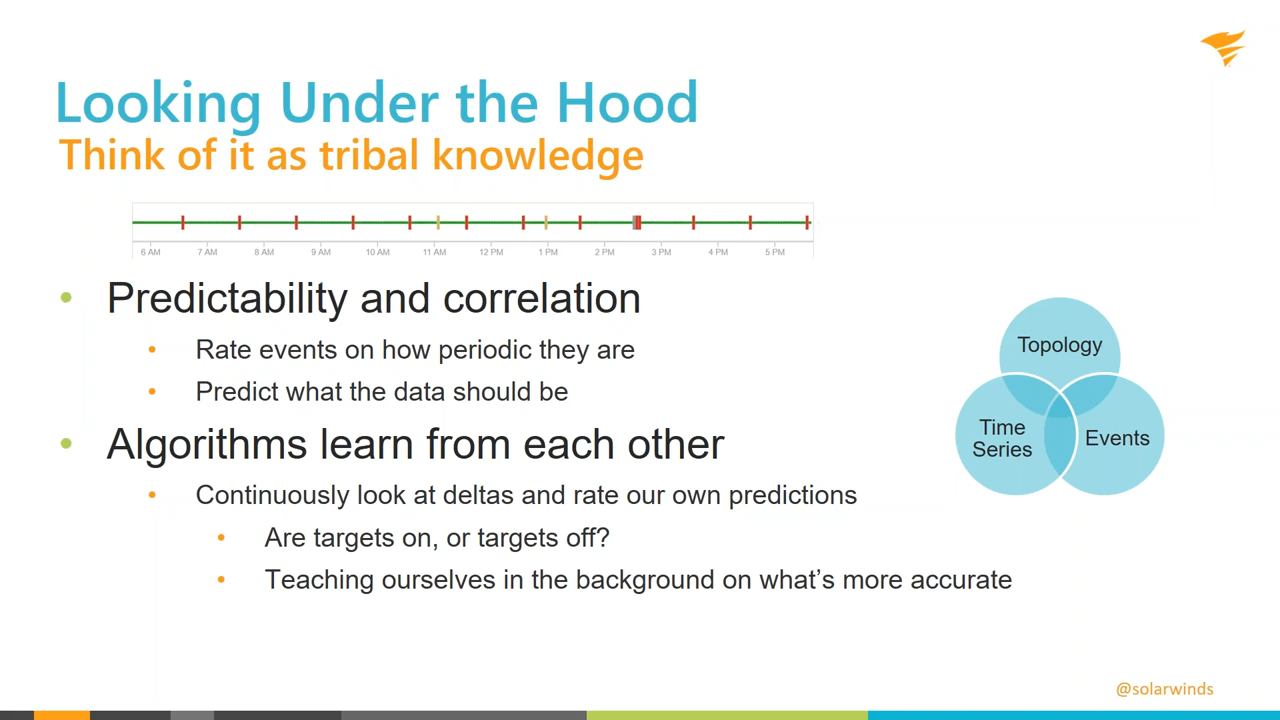 Looking Under the Hood
Think of it as tribal knowledge
6 AM 7 AM 8 AM 9 AM 10 AM 11 AM 12 PM 1 PM 2 PM 3 PM 4 PM 5 PM
• Predictability and correlation
• Rate events on how periodic they are
• Predict what the data should be
• Algorithms learn from each other
• Continuously look at deltas and rate our own predictions
• Are targets on, or targets off?
• Teaching ourselves in the background on what’s more accurate
Topology
Time
Series
Events
@solarwinds